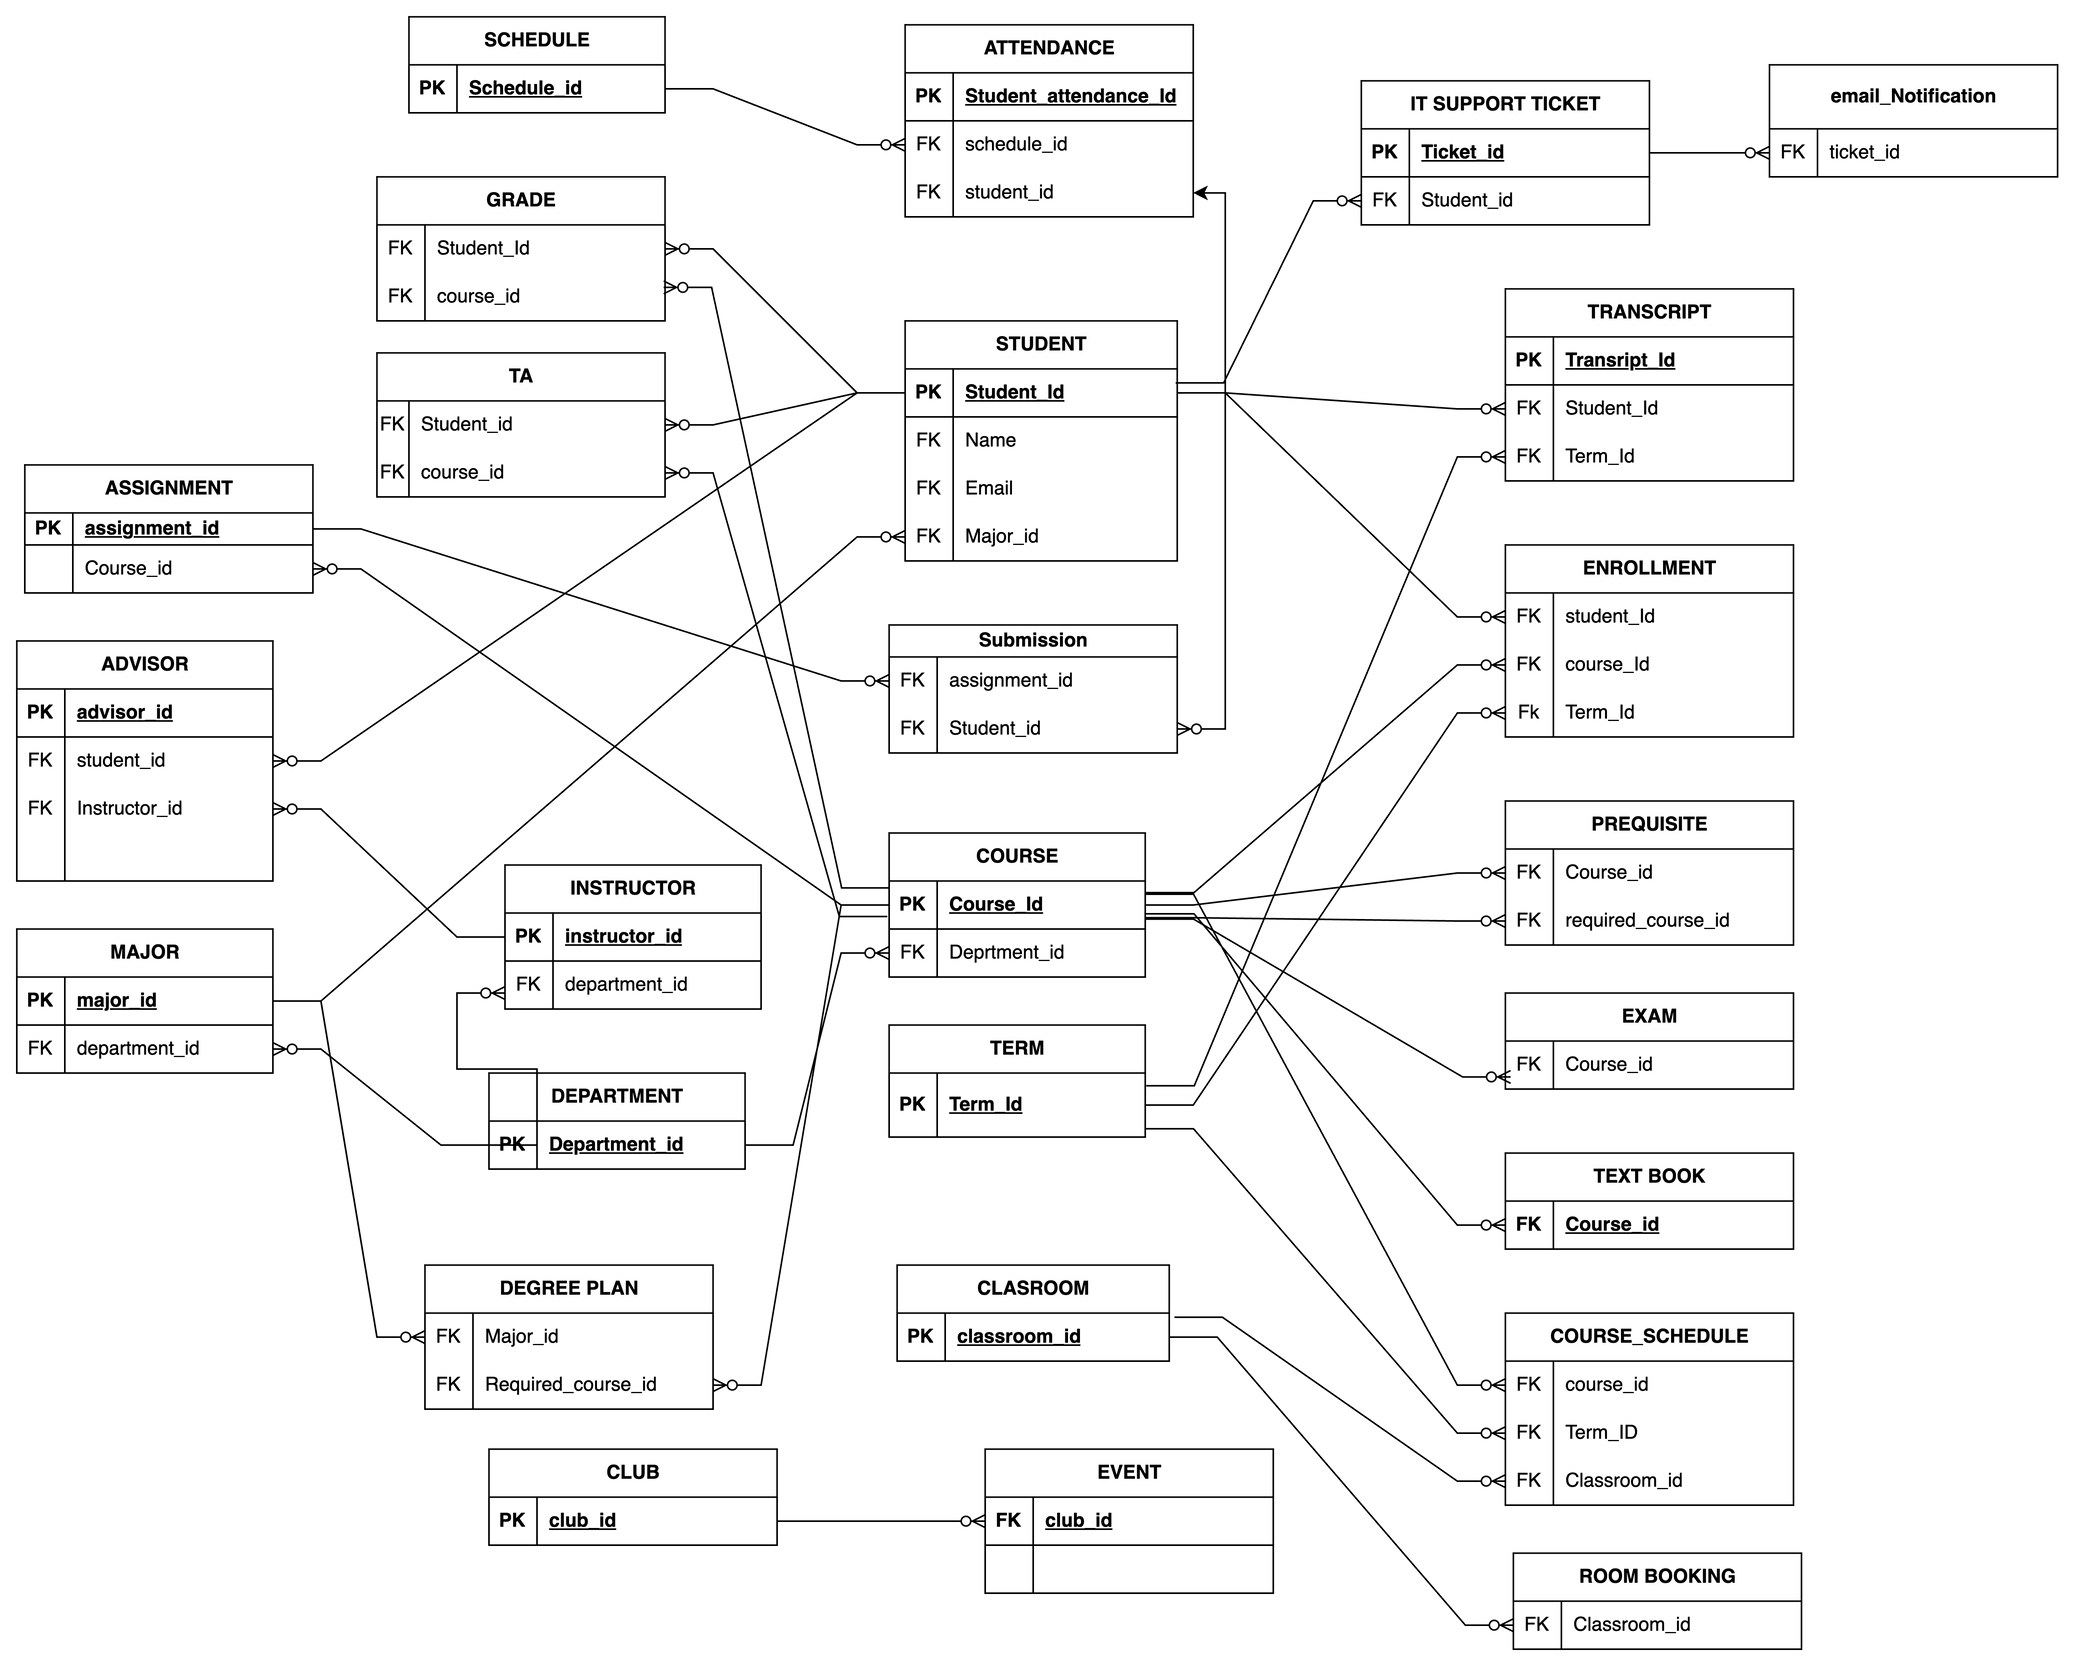 SCHEDULE
PK Schedule_id
ATTENDANCE
PK Student_attendance_Id
FK schedule_id
FK student_id
IT SUPPORT TICKET
PK Ticket_id
FK Student_id
email_Notification
FK ticket_id
GRADE
FK Student_Id
FK course_id
TA
FK Student_id
FK course_id
STUDENT
PK Student_Id
FK Name
FK Email
FK Major_id
TRANSCRIPT
PK Transript_Id
FK Student_Id
FK Term_Id
ASSIGNMENT
PK assignment_id
Course_id
Submission
FK assignment_id
FK Student_id
ENROLLMENT
FK student_Id
FK course_Id
Fk Term_Id
ADVISOR
PK advisor_id
FK student_id
FK Instructor_id
INSTRUCTOR
PK instructor_id
FK department_id
COURSE
PK Course_Id
FK Deprtment_id
PREQUISITE
FK Course_id
FK required_course_id
MAJOR
PK major_id
FK department_id
DEPARTMENT
PK Department_id
TERM
PK Term_Id
EXAM
FK Course_id
TEXT BOOK
FK Course_id
DEGREE PLAN
FK Major_id
FK Required_course_id
CLASROOM
PK classroom_id
COURSE_SCHEDULE
FK course_id
FK Term_ID
FK Classroom_id
CLUB
PK club_id
EVENT
FK club_id
ROOM BOOKING
FK Classroom_id